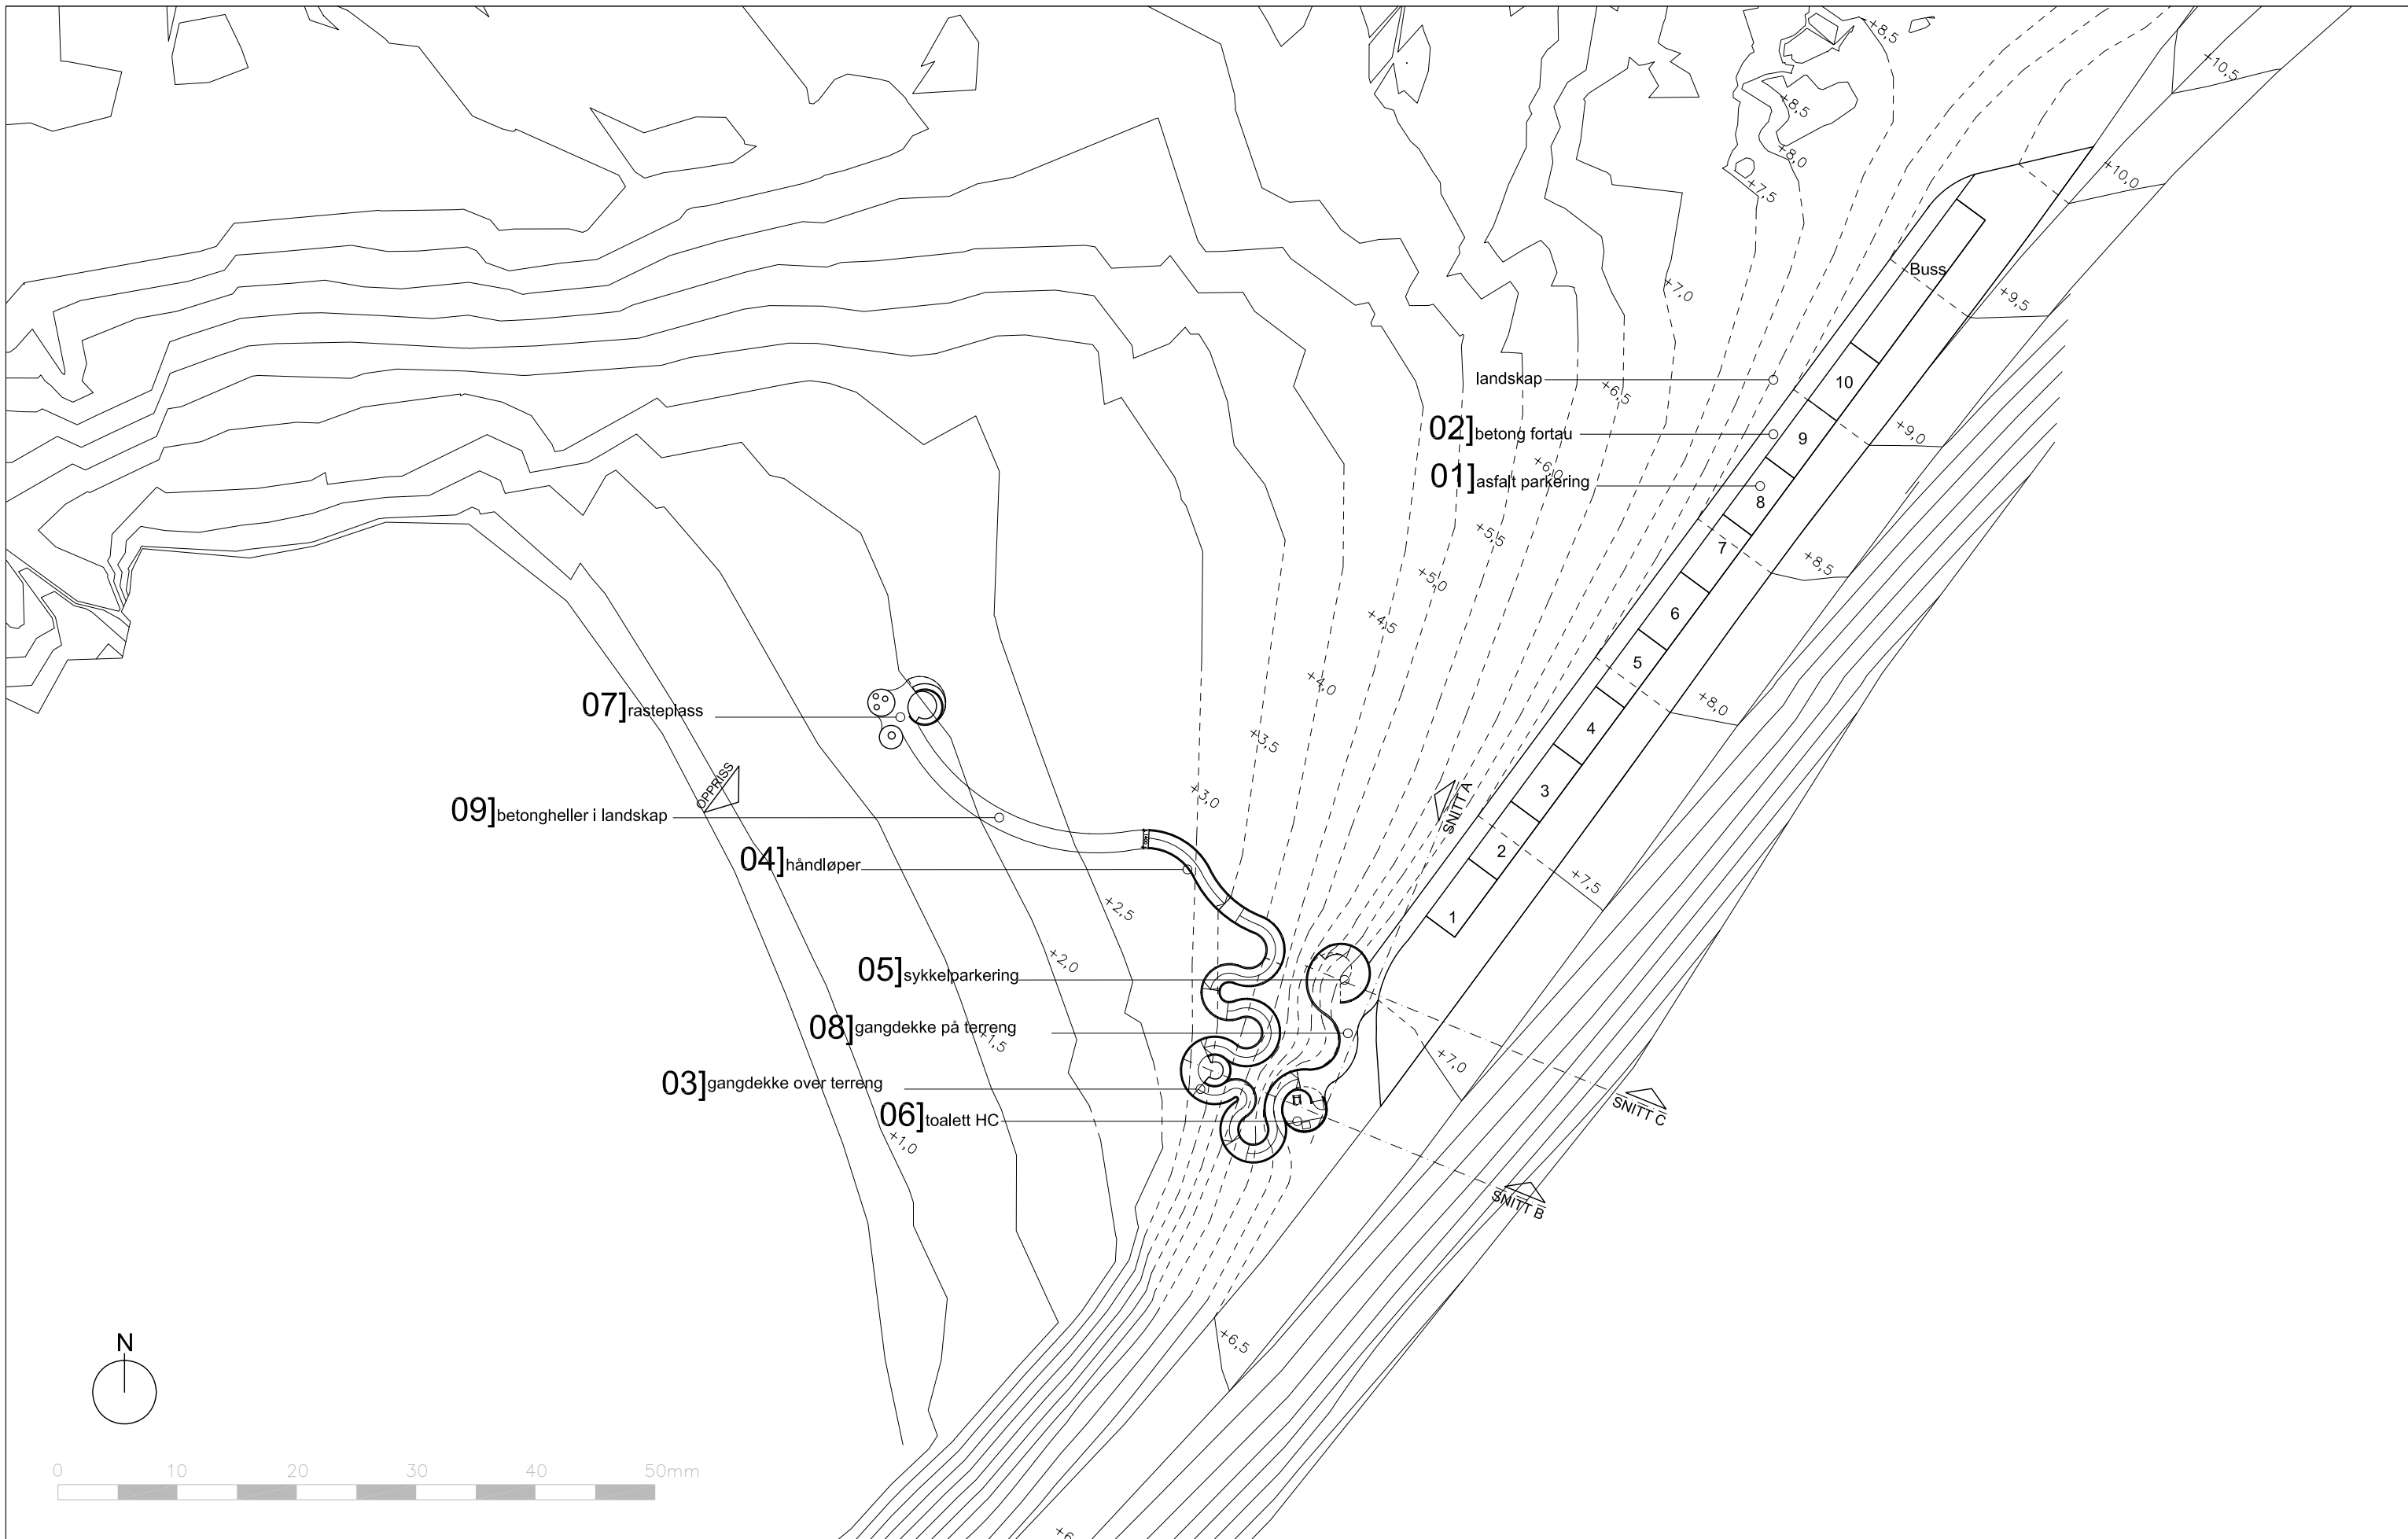 +8,5
+10,5
+8,5
+8,0
+10,0
+7,5
Buss
+7,0
+9,5
landskap
10
+6,5
02]betong fortau
9
+9,0
+6,0
01]asfalt parkering
8
+5,5
7
+8,5
+5,0
6
+4,5
5
+4,0
+8,0
07]rasteplass
4
+3,5
OPPRISS
3
+3,0
SNITT A
09]betongheller i landskap
2
04]håndløper
+7,5
+2,5
1
+2,0
05]sykkelparkering
08]gangdekke på terreng
+1,5
+7,0
03]gangdekke over terreng
SNITT C
06]toalett HC
+1,0
SNITT B
N
+6,5
0 10 20 30 40 50mm